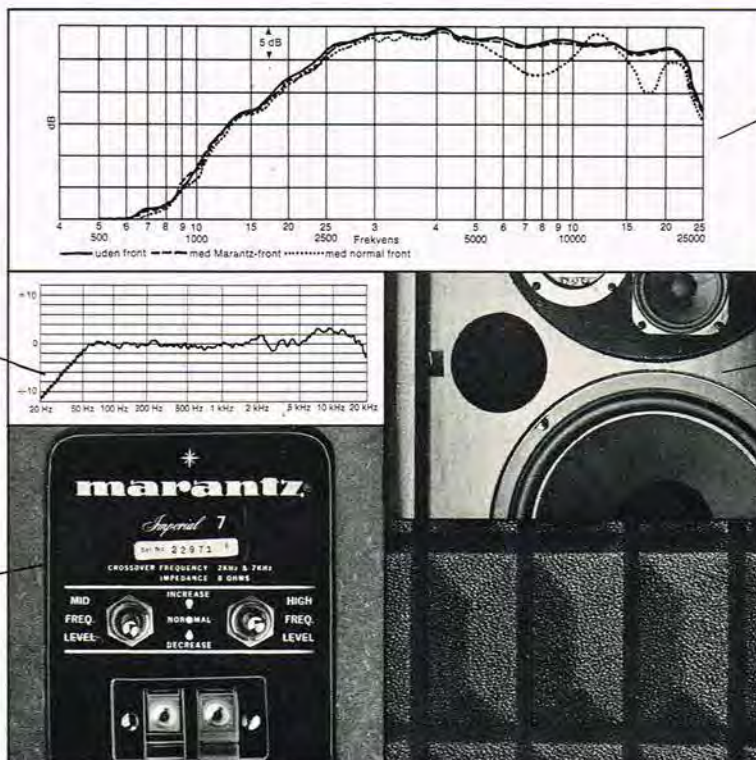 5 dB
dB
4 5 6 7 8 9 10 15 20 25 3 4 5 6 7 8 9 10 15 20 25
500 1000 2500 Frekvens 5000 10000 25000
uden front med Marantz-front med normal front
+10
0
÷10
20 Hz 50 Hz 100 Hz 200 Hz 500 Hz 1 kHz 2 kHz 5 kHz 10 kHz 20 kHz
marantz
Imperial 7
Ser. No. 22971
CROSSOVER FREQUENCY 2KHz & 7KHz
IMPEDANCE 8 OHMS
MID FREQ. LEVEL
INCREASE
NORMAL
DECREASE
HIGH FREQ. LEVEL